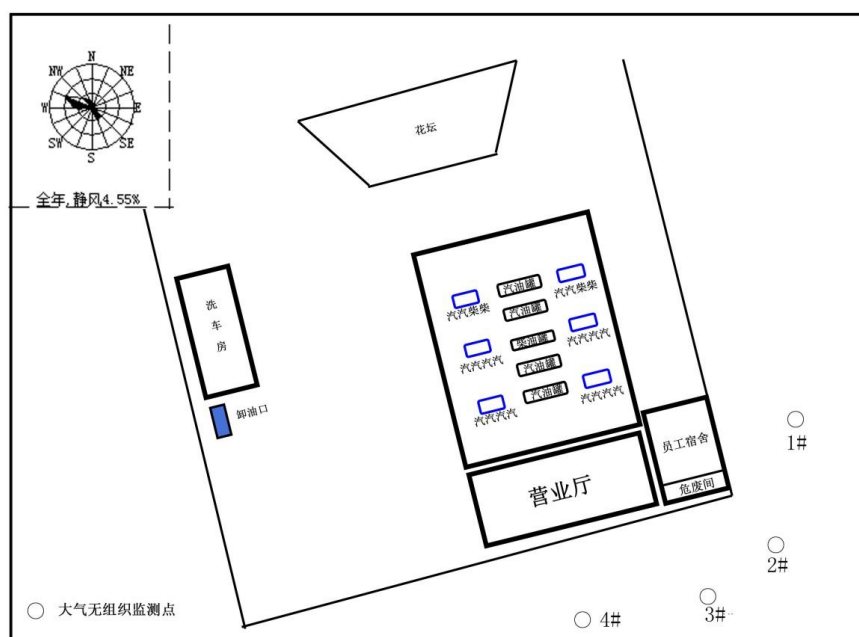 N
NW NE
W E
SW SE
S
全年,静风4.55%
花坛
洗车房
卸油口
汽油罐
汽油罐
柴油罐
汽油罐
汽油罐
汽汽柴柴
汽汽柴柴
汽汽汽汽
汽汽汽汽
汽汽汽汽
汽汽汽汽
员工宿舍
危废间
营业厅
1#
2#
3#
4#
大气无组织监测点